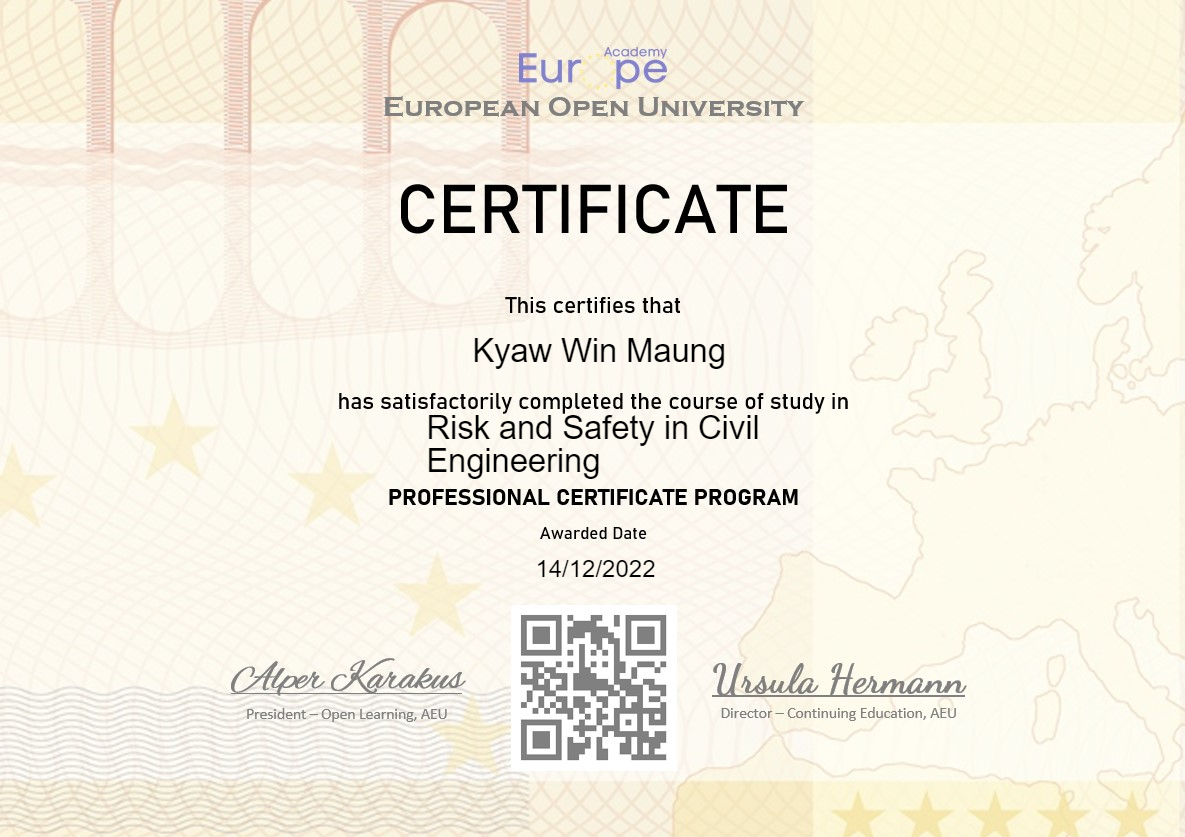 Academy
Europe
EUROPEAN OPEN UNIVERSITY
CERTIFICATE
This certifies that
Kyaw Win Maung
has satisfactorily completed the course of study in
Risk and Safety in Civil
Engineering
PROFESSIONAL CERTIFICATE PROGRAM
Awarded Date
14/12/2022
Alper Karakus
President – Open Learning, AEU
Ursula Hermann
Director – Continuing Education, AEU